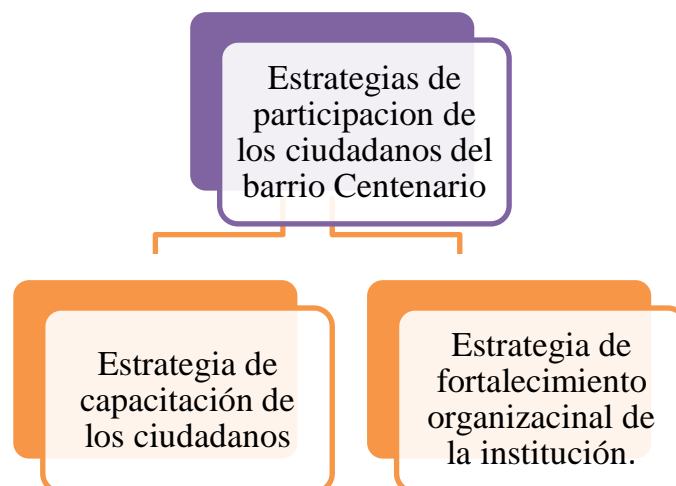 Estrategias de
participacion de
los ciudadanos del
barrio Centenario
Estrategia de
capacitación de
los ciudadanos
Estrategia de
fortalecimiento
organizacinal de
la institución.